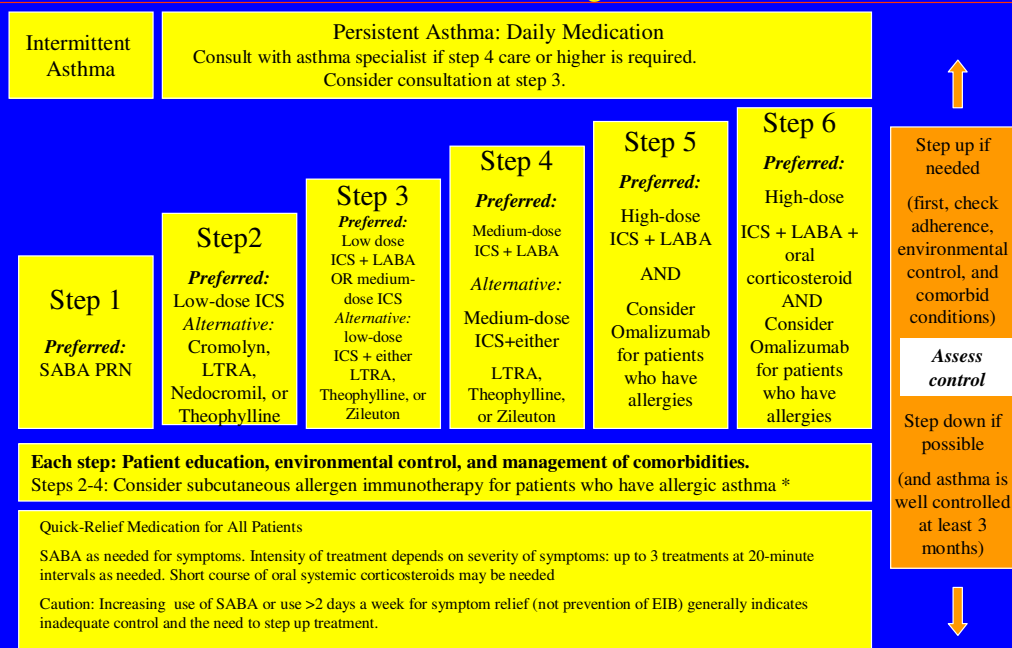 Intermittent
Asthma
Persistent Asthma: Daily Medication
Consult with asthma specialist if step 4 care or higher is required.
Consider consultation at step 3.
Step 1
Preferred:
SABA PRN
Step2
Preferred:
Low-dose ICS
Alternative:
Cromolyn,
LTRA,
Nedocromil, or
Theophylline
Step 3
Preferred:
Low dose
ICS + LABA
OR medium-
dose ICS
Alternative:
low-dose
ICS + either
LTRA,
Theophylline, or
Zileuton
Step 4
Preferred:
Medium-dose
ICS + LABA
Alternative:
Medium-dose
ICS+either
LTRA,
Theophylline,
or Zileuton
Step 5
Preferred:
High-dose
ICS + LABA
AND
Consider
Omalizumab
for patients
who have
allergies
Step 6
Preferred:
High-dose
ICS + LABA +
oral
corticosteroid
AND
Consider
Omalizumab
for patients
who have
allergies
Step up if
needed
(first, check
adherence,
environmental
control, and
comorbid
conditions)
Assess
control
Step down if
possible
(and asthma is
well controlled
at least 3
months)
Each step: Patient education, environmental control, and management of comorbidities.
Steps 2-4: Consider subcutaneous allergen immunotherapy for patients who have allergic asthma *
Quick-Relief Medication for All Patients
SABA as needed for symptoms. Intensity of treatment depends on severity of symptoms: up to 3 treatments at 20-minute
intervals as needed. Short course of oral systemic corticosteroids may be needed
Caution: Increasing use of SABA or use >2 days a week for symptom relief (not prevention of EIB) generally indicates
inadequate control and the need to step up treatment.